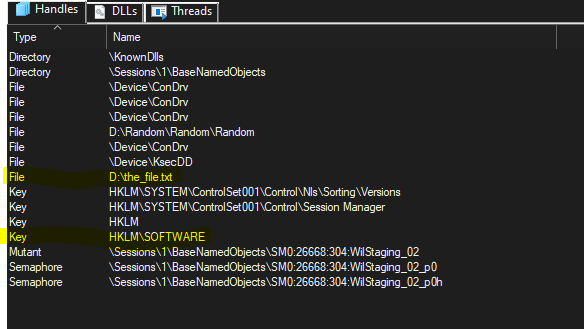 Handles DLLs Threads
Type Name
Directory \KnownDlls
Directory \Sessions\1\BaseNamedObjects
File \Device\ConDrv
File \Device\ConDrv
File \Device\ConDrv
File D:\Random\Random\Random
File \Device\ConDrv
File \Device\KsecDD
File D:\the_file.txt
Key HKLM\SYSTEM\ControlSet001\Control\Nls\Sorting\Versions
Key HKLM\SYSTEM\ControlSet001\Control\Session Manager
Key HKLM
Key HKLM\SOFTWARE
Mutant \Sessions\1\BaseNamedObjects\SM0:26668:304:WilStaging_02
Semaphore \Sessions\1\BaseNamedObjects\SM0:26668:304:WilStaging_02_p0
Semaphore \Sessions\1\BaseNamedObjects\SM0:26668:304:WilStaging_02_p0h